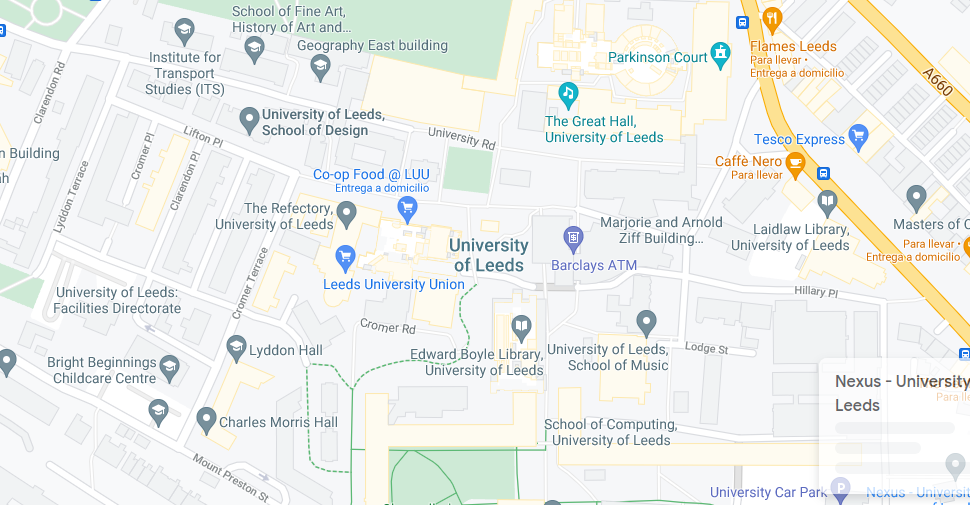 School of Fine Art,
History of Art and...
Geography East building
Institute for
Transport
Studies (ITS)
Parkinson Court
Flames Leeds
Para llevar •
Entrega a domicilio
A660
Clarendon Rd
University of Leeds,
School of Design
The Great Hall,
University of Leeds
Lifton Pl
University Rd
Tesco Express
Caffè Nero
Para llevar
n Building
Cromer Pl
Clarendon Pl
Lyddon Terrace
Co-op Food @ LUU
Entrega a domicilio
The Refectory,
University of Leeds
Marjorie and Arnold
Ziff Building...
Laidlaw Library,
University of Leeds
Masters of C
Para llevar •
Entrega a domicilio
University
of Leeds
Barclays ATM
Leeds University Union
Cromer Terrace
University of Leeds:
Facilities Directorate
Hillary Pl
Cromer Rd
Edward Boyle Library,
University of Leeds
University of Leeds,
School of Music
Lodge St
Lyddon Hall
Bright Beginnings
Childcare Centre
Nexus - University
Leeds
Charles Morris Hall
School of Computing,
University of Leeds
Mount Preston St
University Car Park
P
Nexus - Universit